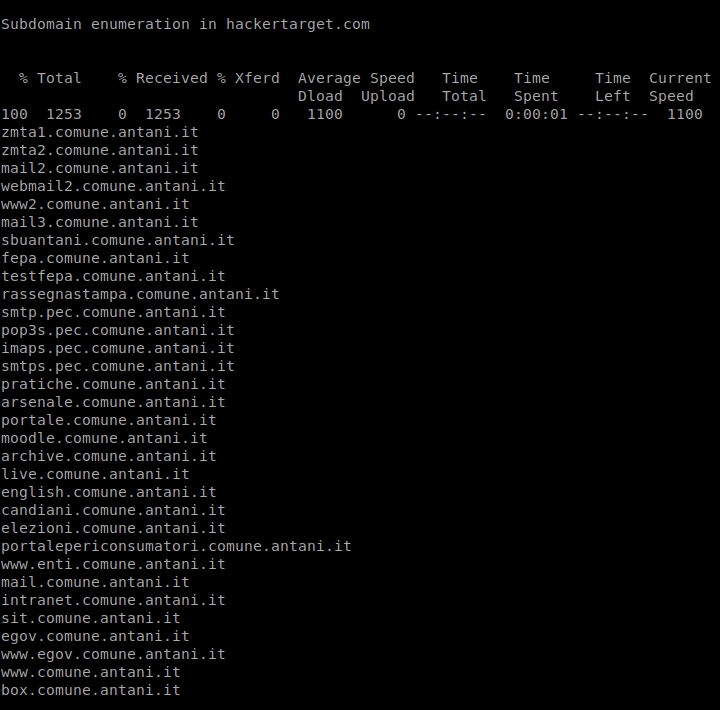 Subdomain enumeration in hackertarget.com
% Total % Received % Xferd Average Speed Time Time Time Current
Dload Upload Total Spent Left Speed
100 1253 0 1253 0 0 1100 0 --:--:-- 0:00:01 --:--:-- 1100
zmta1.comune.antani.it
zmta2.comune.antani.it
mail2.comune.antani.it
webmail2.comune.antani.it
www2.comune.antani.it
mail3.comune.antani.it
sbuantani.comune.antani.it
fepa.comune.antani.it
testfepa.comune.antani.it
rassegnastampa.comune.antani.it
smtp.pec.comune.antani.it
pop3s.pec.comune.antani.it
imaps.pec.comune.antani.it
smtps.pec.comune.antani.it
pratiche.comune.antani.it
arsenale.comune.antani.it
portale.comune.antani.it
moodle.comune.antani.it
archive.comune.antani.it
live.comune.antani.it
english.comune.antani.it
candiani.comune.antani.it
elezioni.comune.antani.it
portalepericonsumatori.comune.antani.it
www.enti.comune.antani.it
mail.comune.antani.it
intranet.comune.antani.it
sit.comune.antani.it
egov.comune.antani.it
www.egov.comune.antani.it
www.comune.antani.it
box.comune.antani.it